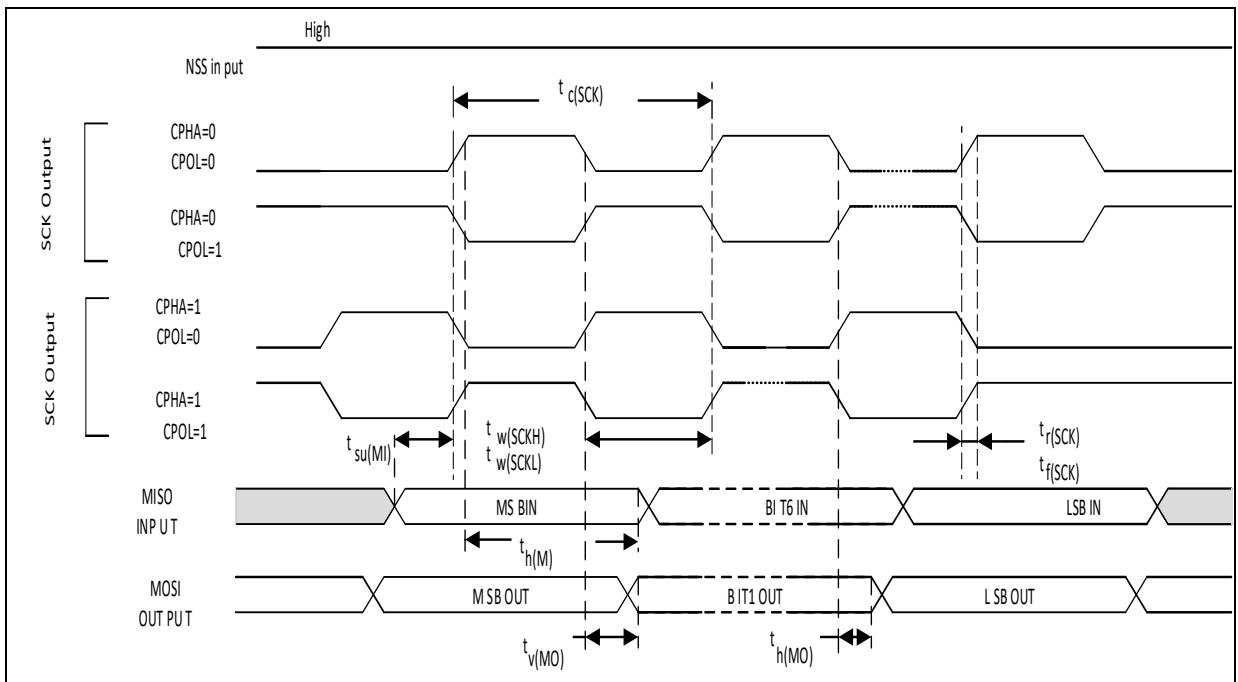 High
NSS in put
t c(SCK)
SCK Output
CPHA=0
CPOL=0
CPHA=0
CPOL=1
SCK Output
CPHA=1
CPOL=0
CPHA=1
CPOL=1
t su(MI)
t w(SCKH)
t w(SCKL)
t r(SCK)
t f(SCK)
MISO
INP U T
MS BIN
BI T6 IN
LSB IN
t h(M)
MOSI
OUT PU T
M SB OUT
B IT1 OUT
L SB OUT
t v(MO)
t h(MO)